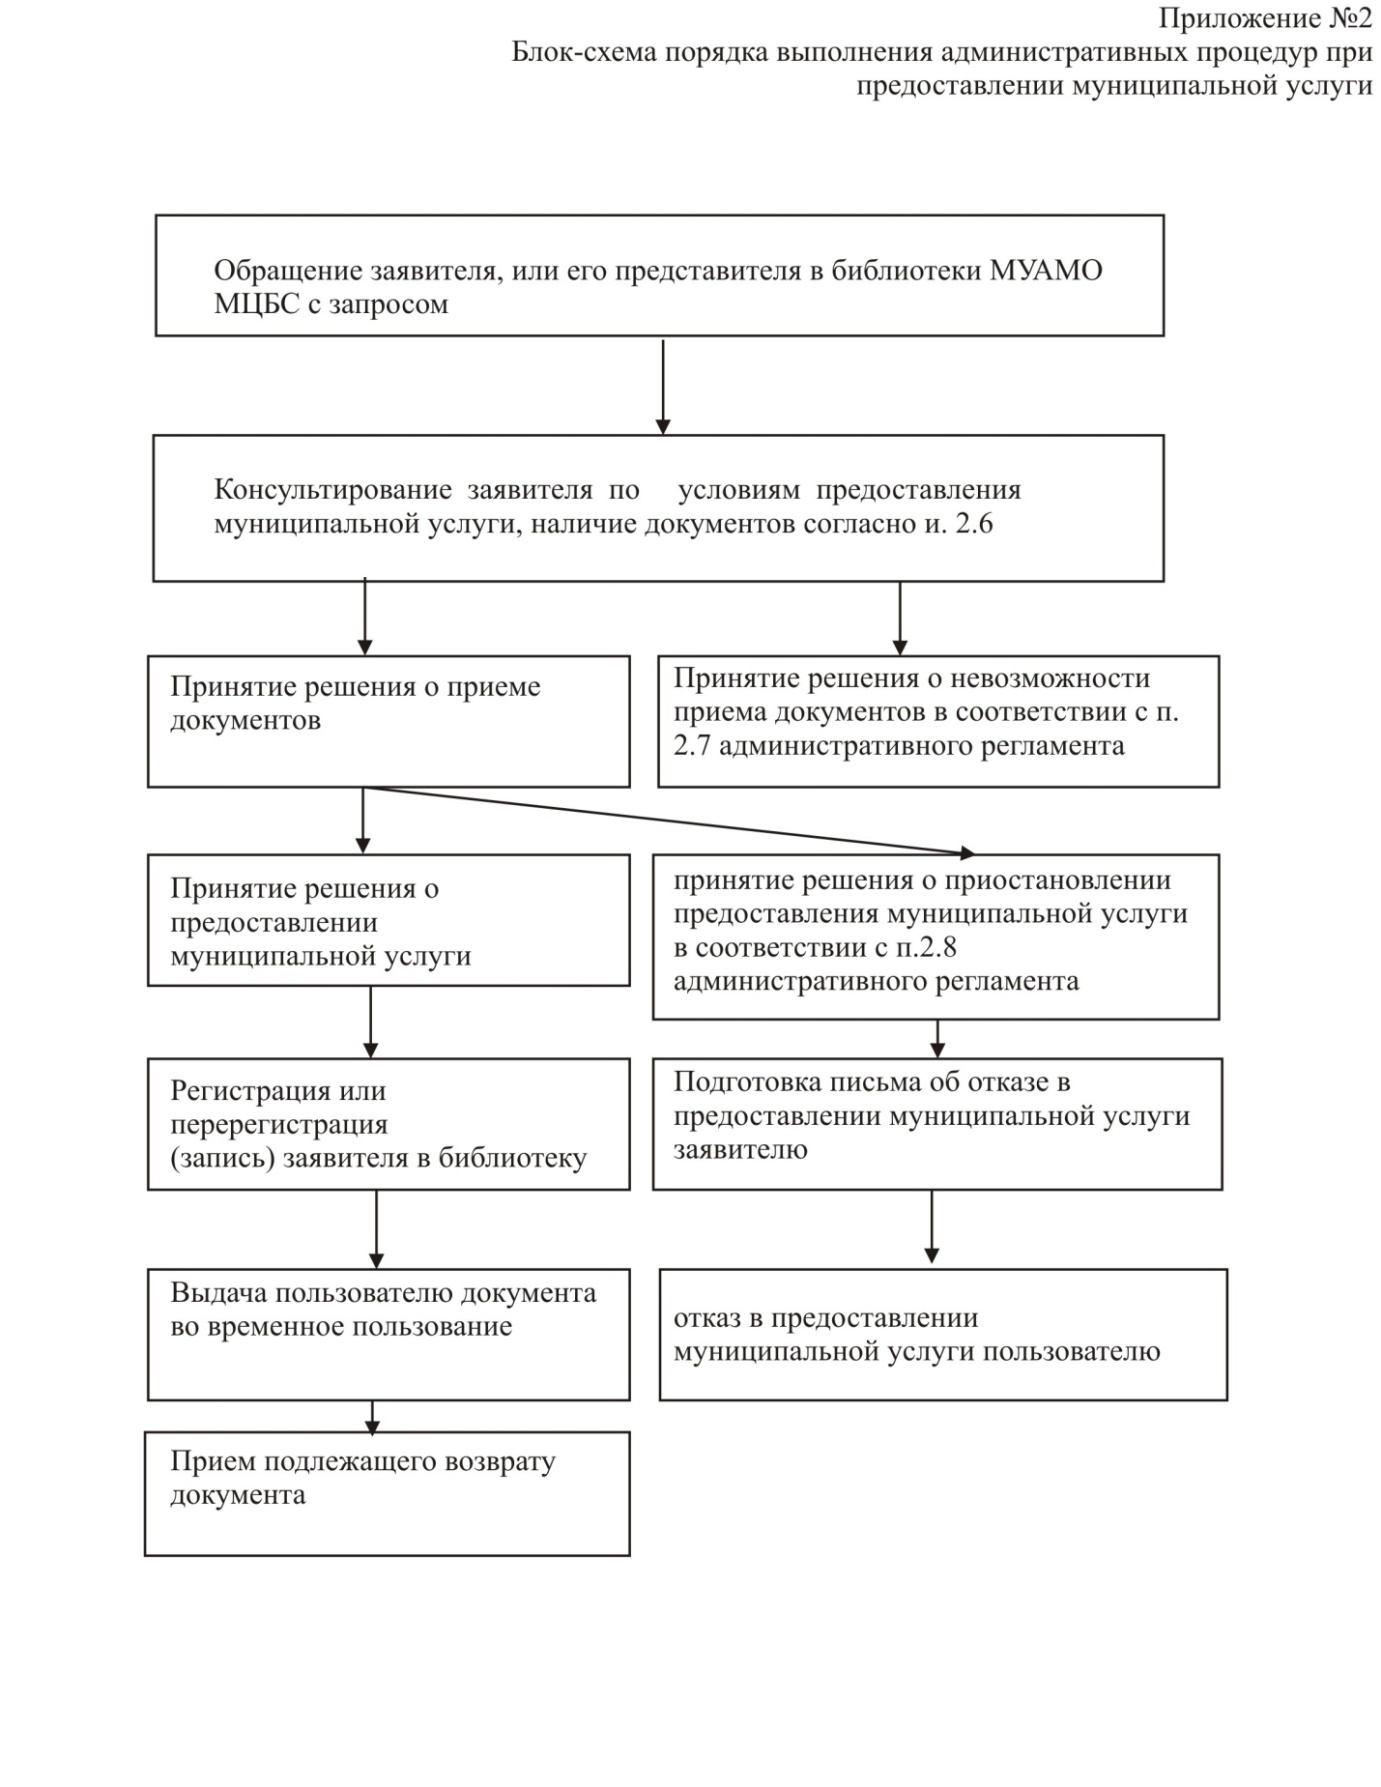 Приложение №2
Блок-схема порядка выполнения административных процедур при
предоставлении муниципальной услуги
Обращение заявителя, или его представителя в библиотеки МУАМО
МЦБС с запросом
Консультирование заявителя по условиям предоставления
муниципальной услуги, наличие документов согласно и. 2.6
Принятие решения о приеме
документов
Принятие решения о невозможности
приема документов в соответствии с п.
2.7 административного регламента
Принятие решения о
предоставлении
муниципальной услуги
принятие решения о приостановлении
предоставления муниципальной услуги
в соответствии с п.2.8
административного регламента
Регистрация или
перерегистрация
(запись) заявителя в библиотеку
Подготовка письма об отказе в
предоставлении муниципальной услуги
заявителю
Выдача пользователю документа
во временное пользование
отказ в предоставлении
муниципальной услуги пользователю
Прием подлежащего возврату
документа